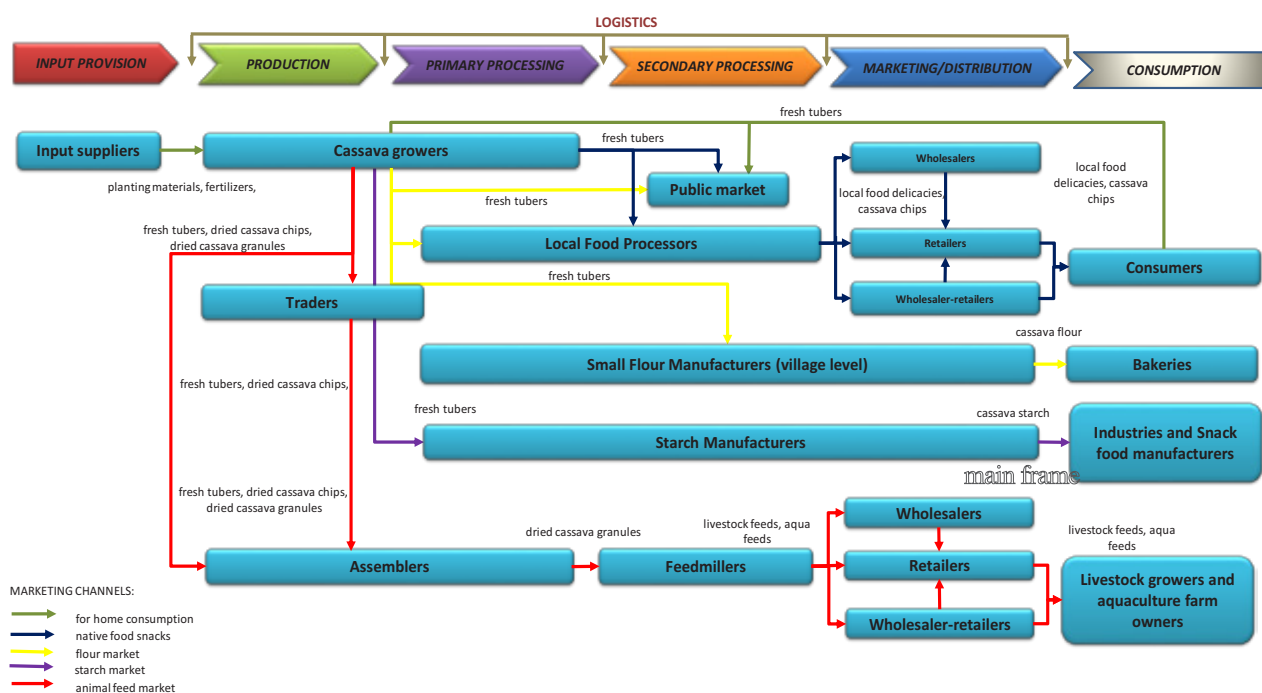 LOGISTICS
INPUT PROVISION
PRODUCTION
PRIMARY PROCESSING
SECONDARY PROCESSING
MARKETING/DISTRIBUTION
CONSUMPTION
fresh tubers
Input suppliers
Cassava growers
fresh tubers
Wholesalers
planting materials, fertilizers,
fresh tubers
Public market
local food delicacies,
cassava chips
local food
delicacies, cassava
chips
fresh tubers, dried cassava chips,
dried cassava granules
Local Food Processors
Retailers
Consumers
fresh tubers
Traders
Wholesaler-retailers
cassava flour
Small Flour Manufacturers (village level)
Bakeries
fresh tubers, dried cassava chips,
fresh tubers
cassava starch
Starch Manufacturers
Industries and Snack
food manufacturers
main frame
fresh tubers, dried cassava chips,
dried cassava granules
Wholesalers
dried cassava granules
livestock feeds, aqua
feeds
livestock feeds, aqua
feeds
Assemblers
Feedmillers
Retailers
Livestock growers and
aquaculture farm
owners
Wholesaler-retailers
MARKETING CHANNELS:
for home consumption
native food snacks
flour market
starch market
animal feed market